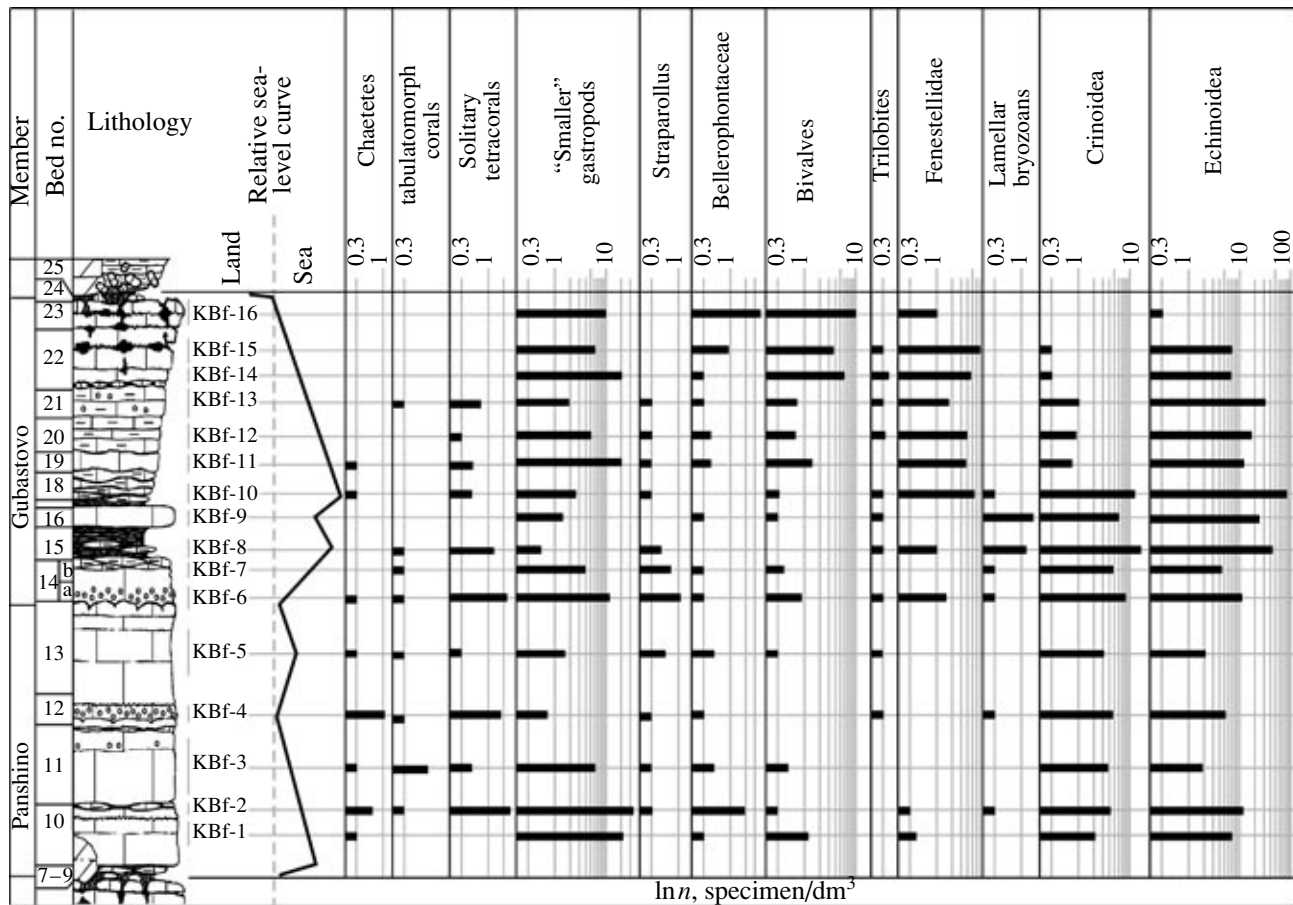 Member
Bed no.
Lithology
Relative sea-
level curve
Land
Sea
Chaetetes
tabulatomorph
corals
Solitary
tetracorals
“Smaller”
gastropods
Straparollus
Bellerophontaceae
Bivalves
Trilobites
Fenestellidae
Lamellar
bryozoans
Crinoidea
Echinoidea
0.3 1
0.3
0.3 1
0.3 1 10
0.3 1
0.3 1
0.3 1 10
0.3
0.3 1
0.3 1
0.3 1 10
0.3 1 10 100
25
24
23 KBf-16
22 KBf-15
KBf-14
21 KBf-13
20 KBf-12
19 KBf-11
18 KBf-10
16 KBf-9
15 KBf-8
14 b KBf-7
a KBf-6
Gubastovo
13 KBf-5
12 KBf-4
11 KBf-3
10 KBf-2
KBf-1
Panshino
7–9
ln n, specimen/dm³